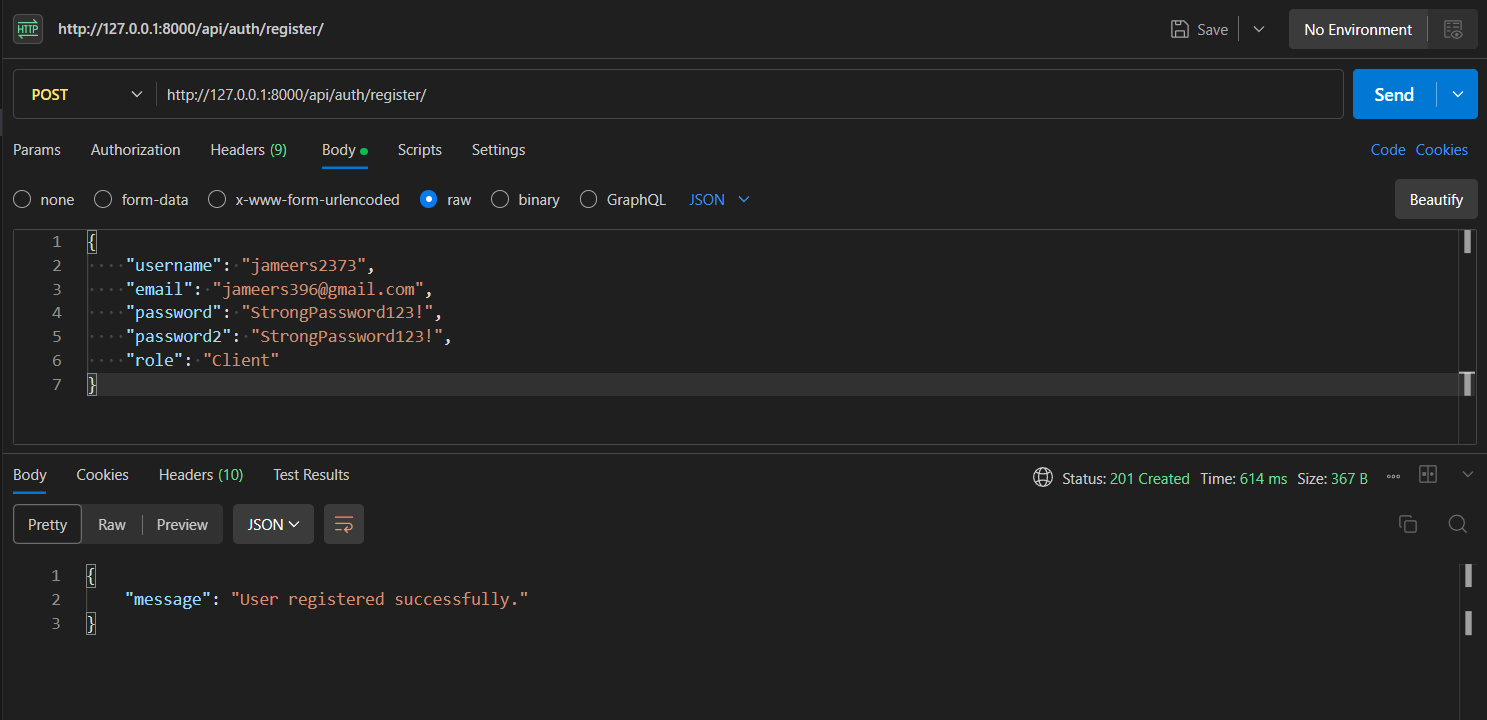 HTTP http://127.0.0.1:8000/api/auth/register/ Save No Environment
POST http://127.0.0.1:8000/api/auth/register/ Send
Params Authorization Headers (9) Body Scripts Settings Code Cookies
none form-data x-www-form-urlencoded raw binary GraphQL JSON Beautify
1 {
2 "username": "jameers2373",
3 "email": "jameers396@gmail.com",
4 "password": "StrongPassword123!",
5 "password2": "StrongPassword123!",
6 "role": "Client"
7 }
Body Cookies Headers (10) Test Results Status: 201 Created Time: 614 ms Size: 367 B
Pretty Raw Preview JSON
1 {
2 "message": "User registered successfully."
3 }